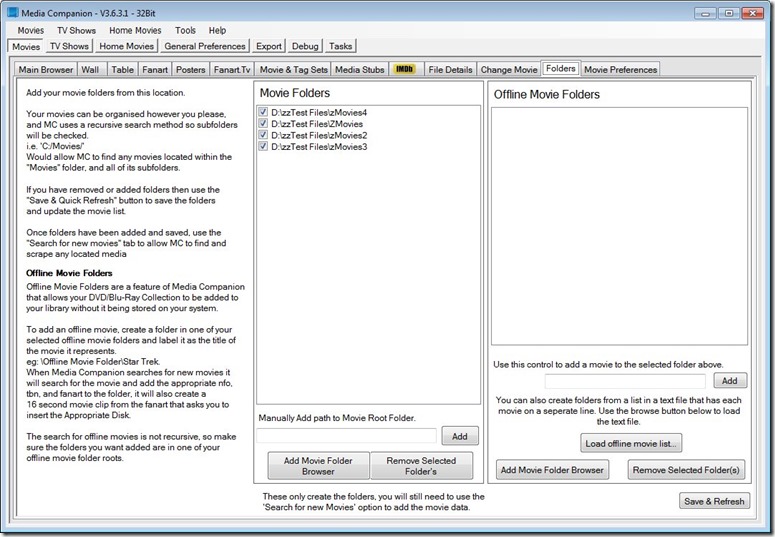 Media Companion - V3.6.3.1 - 32Bit
Movies TV Shows Home Movies Tools Help
Movies TV Shows Home Movies General Preferences Export Debug Tasks
Main Browser Wall Table Fanart Posters Fanart.Tv Movie & Tag Sets Media Stubs IMDb File Details Change Movie Folders Movie Preferences
Add your movie folders from this location.
Your movies can be organised however you please,
and MC uses a recursive search method so subfolders
will be checked.
i.e. 'C:/Movies/'
Would allow MC to find any movies located within the
"Movies" folder, and all of its subfolders.
If you have removed or added folders then use the
"Save & Quick Refresh" button to save the folders
and update the movie list.
Once folders have been added and saved, use the
"Search for new movies" tab to allow MC to find and
scrape any located media
Offline Movie Folders
Offline Movie Folders are a feature of Media Companion
that allows your DVD/Blu-Ray Collection to be added to
your library without it being stored on your system.
To add an offline movie, create a folder in one of your
selected offline movie folders and label it as the title of
the movie it represents.
eg: \Offline Movie Folder\Star Trek.
When Media Companion searches for new movies it
will search for the movie and add the appropriate nfo,
tbn, and fanart to the folder, it will also create a
16 second movie clip from the fanart that asks you to
insert the Appropriate Disk.
The search for offline movies is not recursive, so make
sure the folders you want added are in one of your
offline movie folder roots.
Movie Folders
D:\zzTest Files\zMovies4
D:\zzTest Files\ZMovies
D:\zzTest Files\zMovies2
D:\zzTest Files\zMovies3
Manually Add path to Movie Root Folder.
Add
Add Movie Folder
Browser
Remove Selected
Folder's
Offline Movie Folders
Use this control to add a movie to the selected folder above.
Add
You can also create folders from a list in a text file that has each
movie on a seperate line. Use the browse button below to load
the text file.
Load offline movie list...
Add Movie Folder Browser
Remove Selected Folder(s)
These only create the folders, you will still need to use the
'Search for new Movies' option to add the movie data.
Save & Refresh